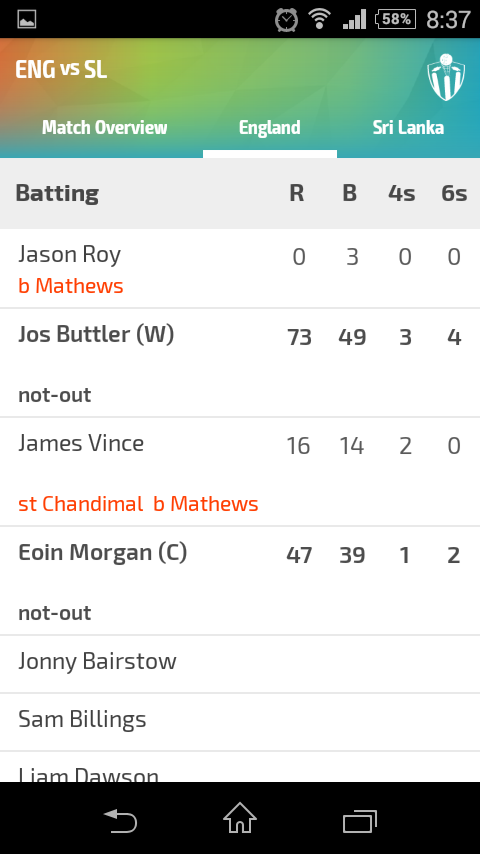 58% 8:37
ENG vs SL
Match Overview England Sri Lanka
Batting R B 4s 6s
Jason Roy 0 3 0 0
b Mathews
Jos Buttler (W) 73 49 3 4
not-out
James Vince 16 14 2 0
st Chandimal b Mathews
Eoin Morgan (C) 47 39 1 2
not-out
Jonny Bairstow
Sam Billings
Liam Dawson